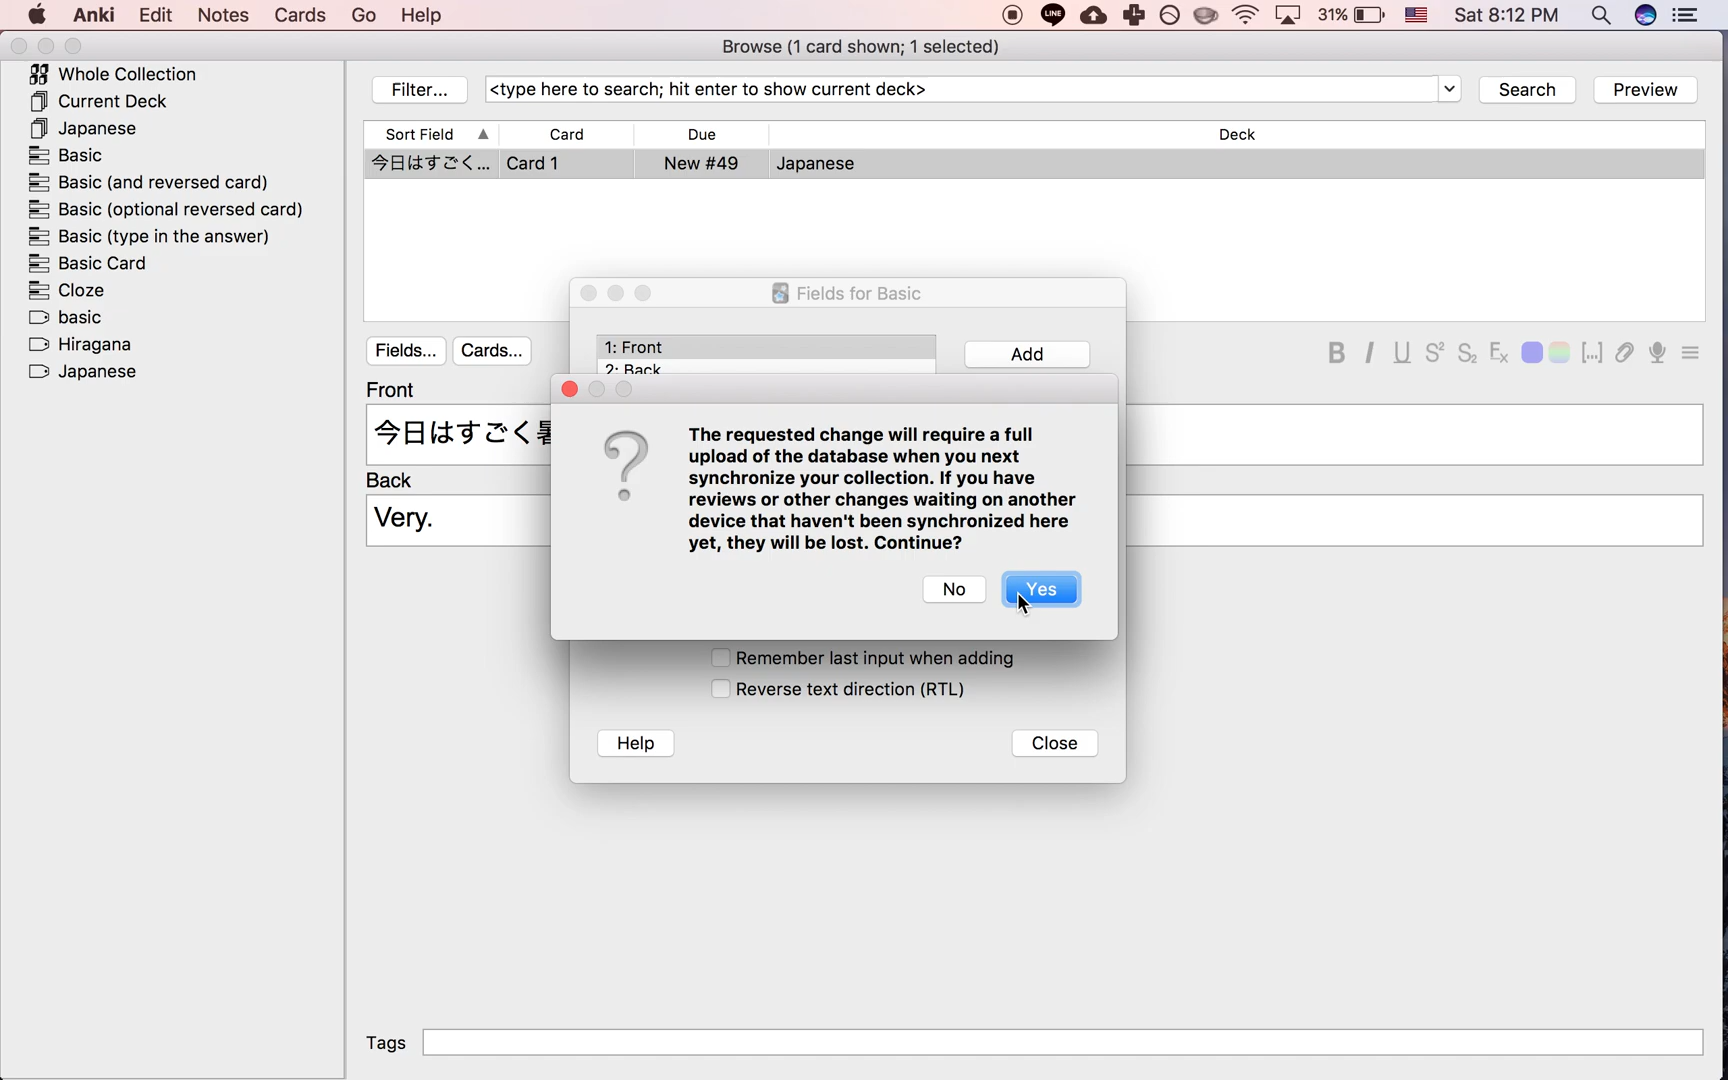 Anki Edit Notes Cards Go Help LINE 31% Sat 8:12 PM
Browse (1 card shown; 1 selected)
Whole Collection
Current Deck
Japanese
Basic
Basic (and reversed card)
Basic (optional reversed card)
Basic (type in the answer)
Basic Card
Cloze
basic
Hiragana
Japanese
Filter... <type here to search; hit enter to show current deck> Search Preview
Sort Field Card Due Deck
今日はすごく... Card 1 New #49 Japanese
Fields... Cards...
B I U S² S₂ Ex [...]
Front
今日はすごく
Back
Very.
Tags
Fields for Basic
1: Front
2: Back
Add
The requested change will require a full
upload of the database when you next
synchronize your collection. If you have
reviews or other changes waiting on another
device that haven't been synchronized here
yet, they will be lost. Continue?
No Yes
Remember last input when adding
Reverse text direction (RTL)
Help Close